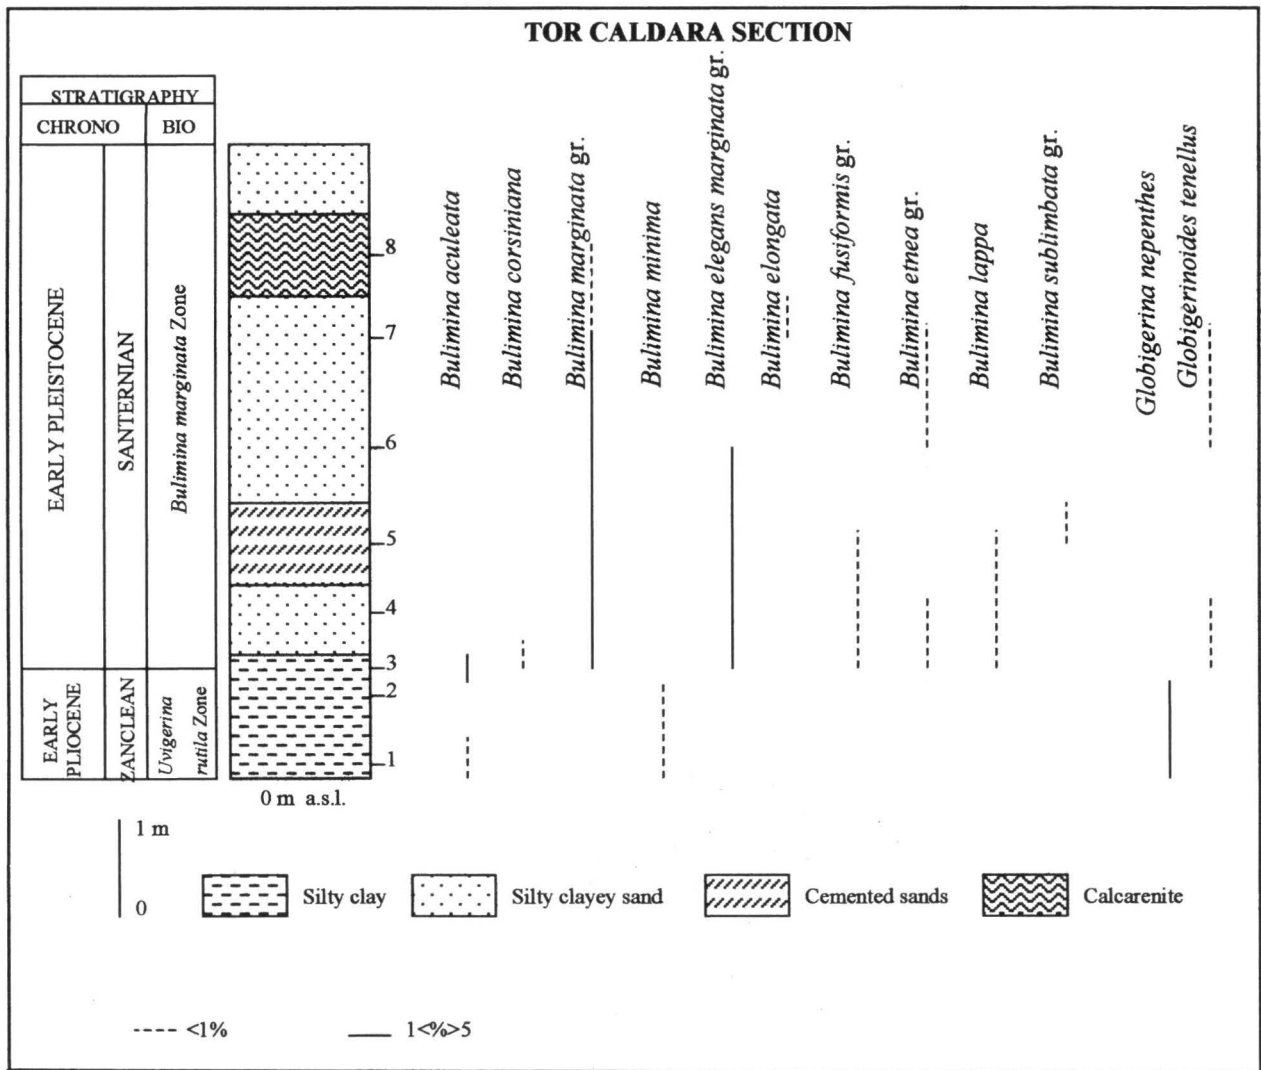 TOR CALDARA SECTION
STRATIGRAPHY
CHRONO
BIO
EARLY PLEISTOCENE
SANTERNIAN
Bulimina marginata Zone
EARLY
PLIOCENE
ZANCLEAN
Uvigerina
rutila Zone
8
7
6
5
4
3
2
1
0 m a.s.l.
Bulimina aculeata
Bulimina corsiniana
Bulimina marginata gr.
Bulimina minima
Bulimina elegans marginata gr.
Bulimina elongata
Bulimina fusiformis gr.
Bulimina etnea gr.
Bulimina lappa
Bulimina sublimbata gr.
Globigerina nepenthes
Globigerinoides tenellus
1 m
0
Silty clay
Silty clayey sand
Cemented sands
Calcarenite
<1%
1<%>5